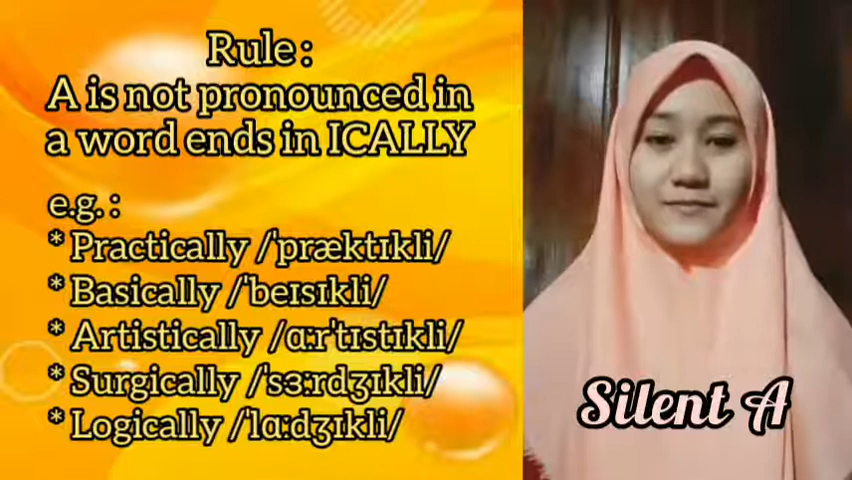 Rule :
A is not pronounced in
a word ends in ICALLY
e.g. :
* Practically /ˈpræktɪkli/
* Basically /ˈbeɪsɪkli/
* Artistically /ɑːrˈtɪstɪkli/
* Surgically /ˈsɜːrdʒɪkli/
* Logically /ˈlɑːdʒɪkli/
Silent A